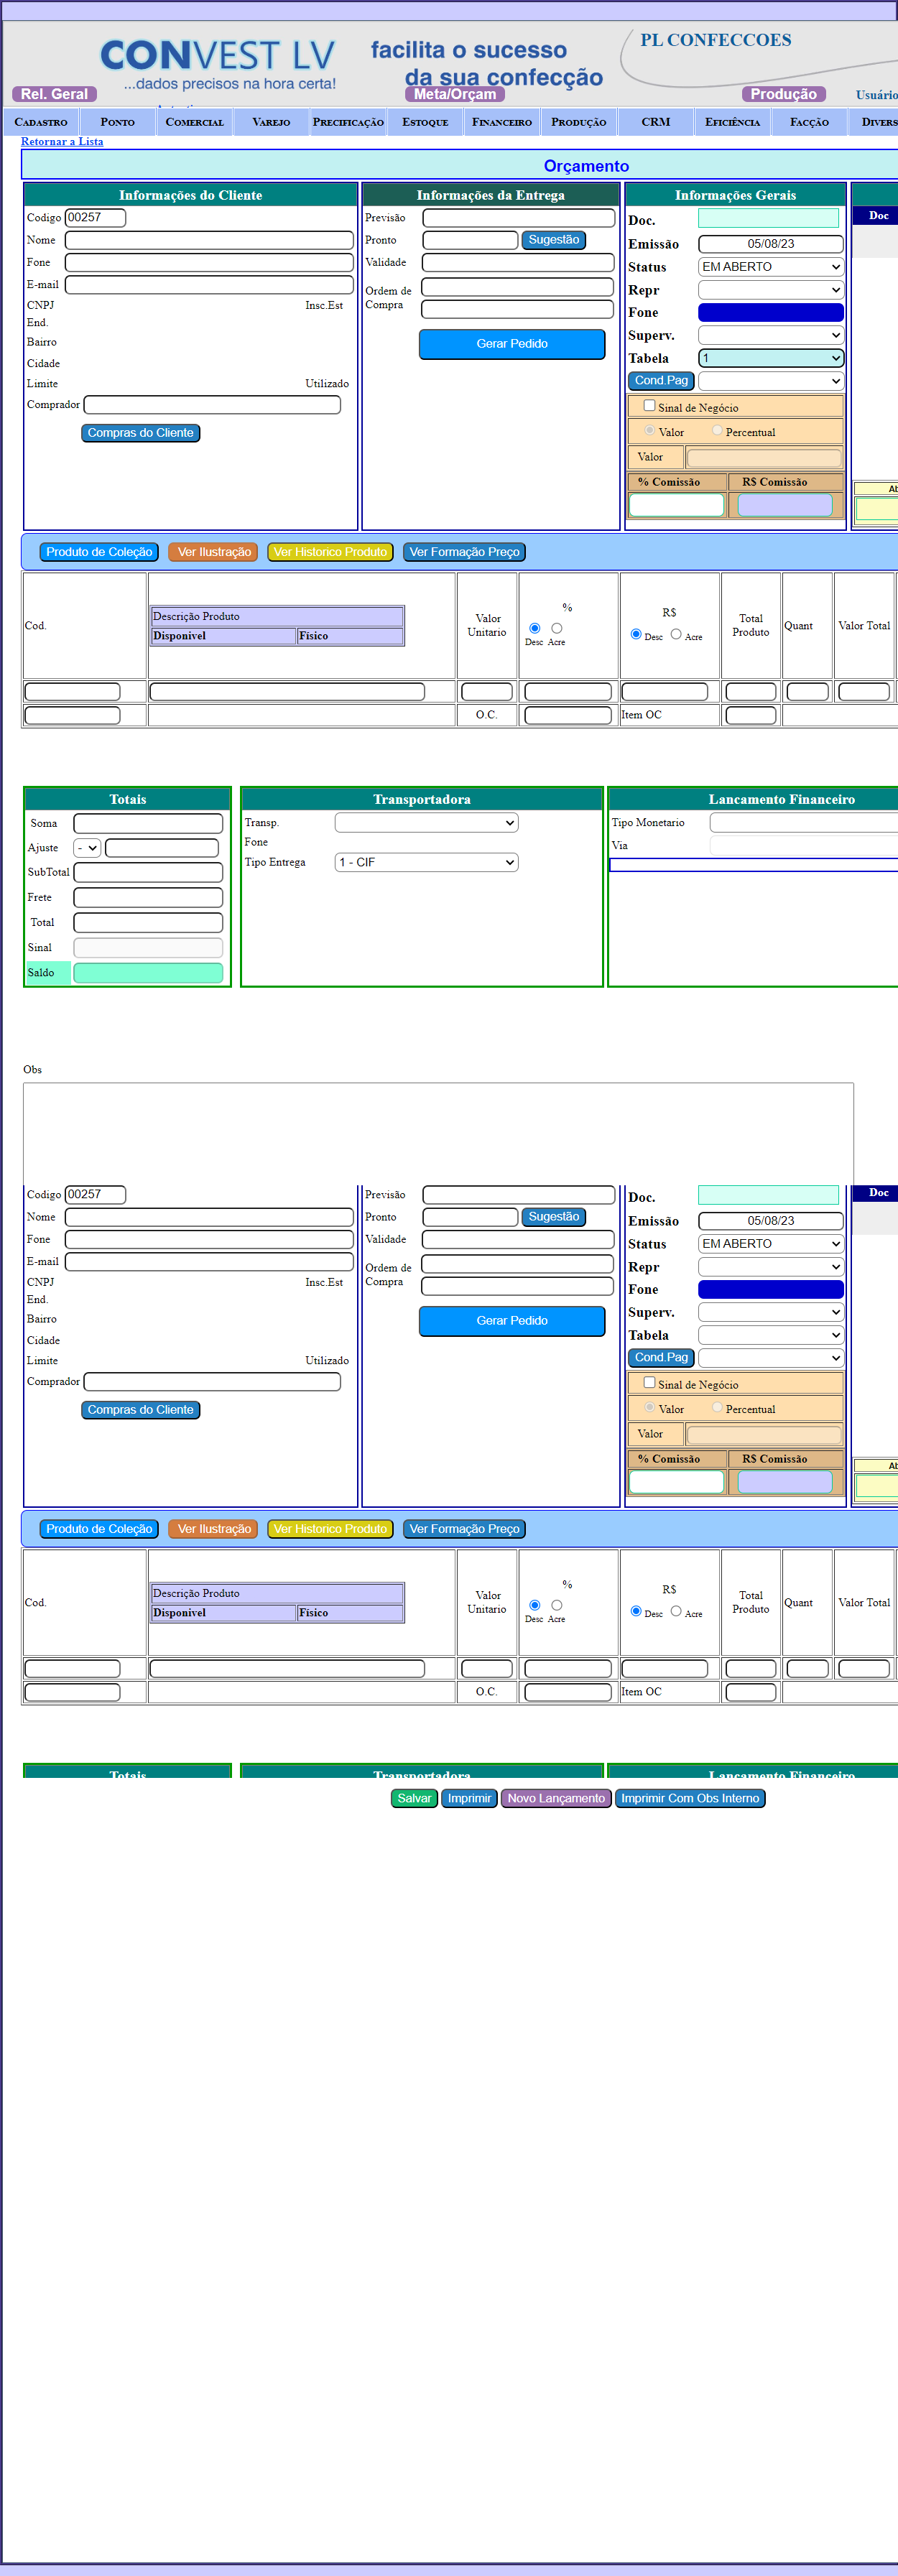 CONVEST LV
...dados precisos na hora certa!
facilita o sucesso
da sua confecção
PL CONFECCOES
Rel. Geral Meta/Orçam Produção Usuário
CADASTRO PONTO COMERCIAL VAREJO PRECIFICAÇÃO ESTOQUE FINANCEIRO PRODUÇÃO CRM EFICIÊNCIA FACÇÃO DIVERS
Retornar a Lista
Orçamento
Informações do Cliente
Codigo 00257
Nome
Fone
E-mail
CNPJ Insc.Est
End.
Bairro
Cidade
Limite Utilizado
Comprador
Compras do Cliente
Informações da Entrega
Previsão
Pronto Sugestão
Validade
Ordem de
Compra
Gerar Pedido
Informações Gerais
Doc.
Emissão 05/08/23
Status EM ABERTO
Repr
Fone
Superv.
Tabela 1
Cond.Pag
Sinal de Negócio
Valor Percentual
Valor
% Comissão R$ Comissão
Doc
Ab
Produto de Coleção Ver Ilustração Ver Historico Produto Ver Formação Preço
Cod.
Descrição Produto
Disponivel Físico
Valor
Unitario
%
Desc Acre
R$
Desc Acre
Total
Produto
Quant
Valor Total
O.C. Item OC
Totais
Soma
Ajuste -
SubTotal
Frete
Total
Sinal
Saldo
Transportadora
Transp.
Fone
Tipo Entrega 1 - CIF
Lancamento Financeiro
Tipo Monetario
Via
Obs
Codigo 00257
Nome
Fone
E-mail
CNPJ Insc.Est
End.
Bairro
Cidade
Limite Utilizado
Comprador
Compras do Cliente
Previsão
Pronto Sugestão
Validade
Ordem de
Compra
Gerar Pedido
Doc.
Emissão 05/08/23
Status EM ABERTO
Repr
Fone
Superv.
Tabela
Cond.Pag
Sinal de Negócio
Valor Percentual
Valor
% Comissão R$ Comissão
Doc
Ab
Produto de Coleção Ver Ilustração Ver Historico Produto Ver Formação Preço
Cod.
Descrição Produto
Disponivel Físico
Valor
Unitario
%
Desc Acre
R$
Desc Acre
Total
Produto
Quant
Valor Total
O.C. Item OC
Totais Transportadora Lancamento Financeiro
Salvar Imprimir Novo Lançamento Imprimir Com Obs Interno